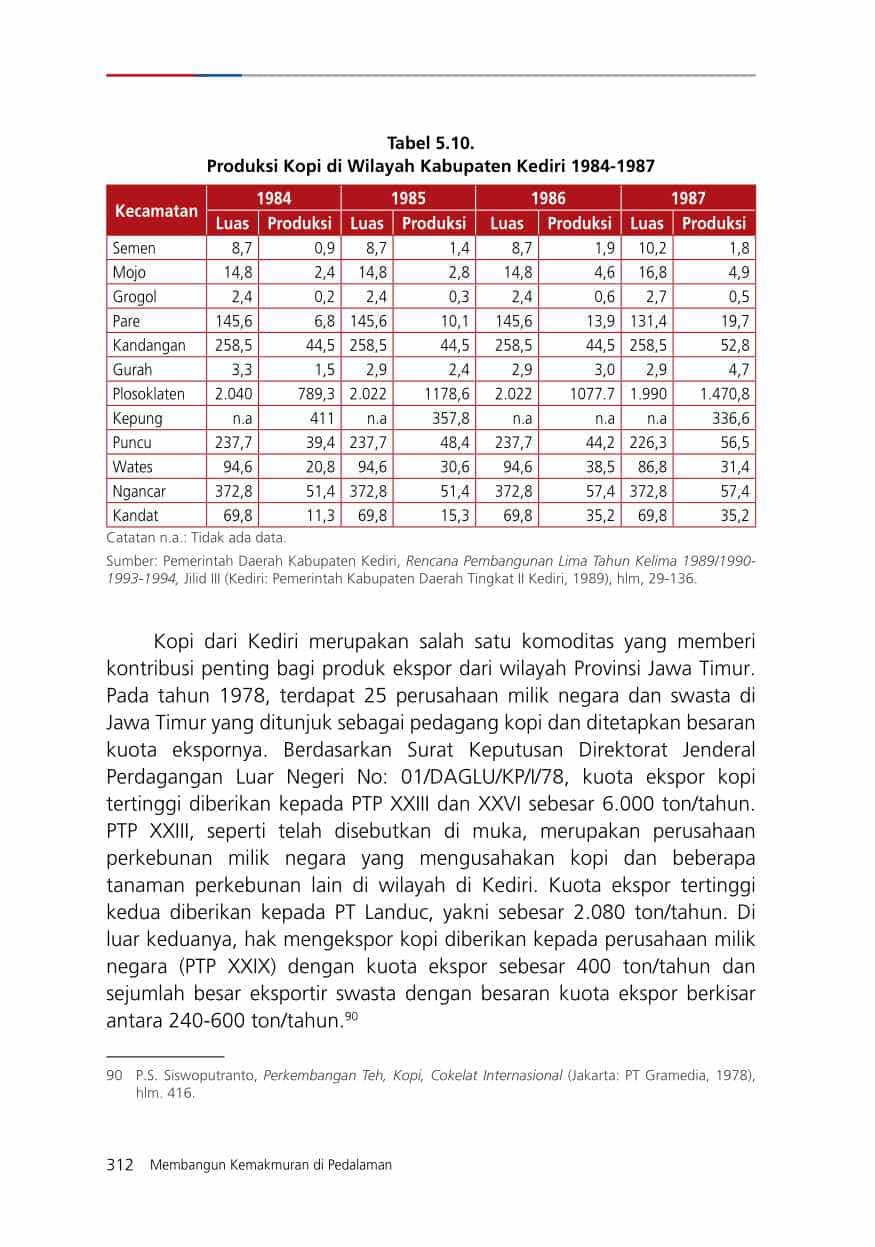 Tabel 5.10.
Produksi Kopi di Wilayah Kabupaten Kediri 1984-1987
Kecamatan 1984 1985 1986 1987
Luas Produksi Luas Produksi Luas Produksi Luas Produksi
Semen 8,7 0,9 8,7 1,4 8,7 1,9 10,2 1,8
Mojo 14,8 2,4 14,8 2,8 14,8 4,6 16,8 4,9
Grogol 2,4 0,2 2,4 0,3 2,4 0,6 2,7 0,5
Pare 145,6 6,8 145,6 10,1 145,6 13,9 131,4 19,7
Kandangan 258,5 44,5 258,5 44,5 258,5 44,5 258,5 52,8
Gurah 3,3 1,5 2,9 2,4 2,9 3,0 2,9 4,7
Plosoklaten 2.040 789,3 2.022 1178,6 2.022 1077.7 1.990 1.470,8
Kepung n.a 411 n.a 357,8 n.a n.a n.a 336,6
Puncu 237,7 39,4 237,7 48,4 237,7 44,2 226,3 56,5
Wates 94,6 20,8 94,6 30,6 94,6 38,5 86,8 31,4
Ngancar 372,8 51,4 372,8 51,4 372,8 57,4 372,8 57,4
Kandat 69,8 11,3 69,8 15,3 69,8 35,2 69,8 35,2
Catatan n.a.: Tidak ada data.
Sumber: Pemerintah Daerah Kabupaten Kediri, Rencana Pembangunan Lima Tahun Kelima 1989/1990-
1993-1994, Jilid III (Kediri: Pemerintah Kabupaten Daerah Tingkat II Kediri, 1989), hlm, 29-136.
Kopi dari Kediri merupakan salah satu komoditas yang memberi
kontribusi penting bagi produk ekspor dari wilayah Provinsi Jawa Timur.
Pada tahun 1978, terdapat 25 perusahaan milik negara dan swasta di
Jawa Timur yang ditunjuk sebagai pedagang kopi dan ditetapkan besaran
kuota ekspornya. Berdasarkan Surat Keputusan Direktorat Jenderal
Perdagangan Luar Negeri No: 01/DAGLU/KP/I/78, kuota ekspor kopi
tertinggi diberikan kepada PTP XXIII dan XXVI sebesar 6.000 ton/tahun.
PTP XXIII, seperti telah disebutkan di muka, merupakan perusahaan
perkebunan milik negara yang mengusahakan kopi dan beberapa
tanaman perkebunan lain di wilayah di Kediri. Kuota ekspor tertinggi
kedua diberikan kepada PT Landuc, yakni sebesar 2.080 ton/tahun. Di
luar keduanya, hak mengekspor kopi diberikan kepada perusahaan milik
negara (PTP XXIX) dengan kuota ekspor sebesar 400 ton/tahun dan
sejumlah besar eksportir swasta dengan besaran kuota ekspor berkisar
antara 240-600 ton/tahun.90
90 P.S. Siswoputranto, Perkembangan Teh, Kopi, Cokelat Internasional (Jakarta: PT Gramedia, 1978),
hlm. 416.
312 Membangun Kemakmuran di Pedalaman